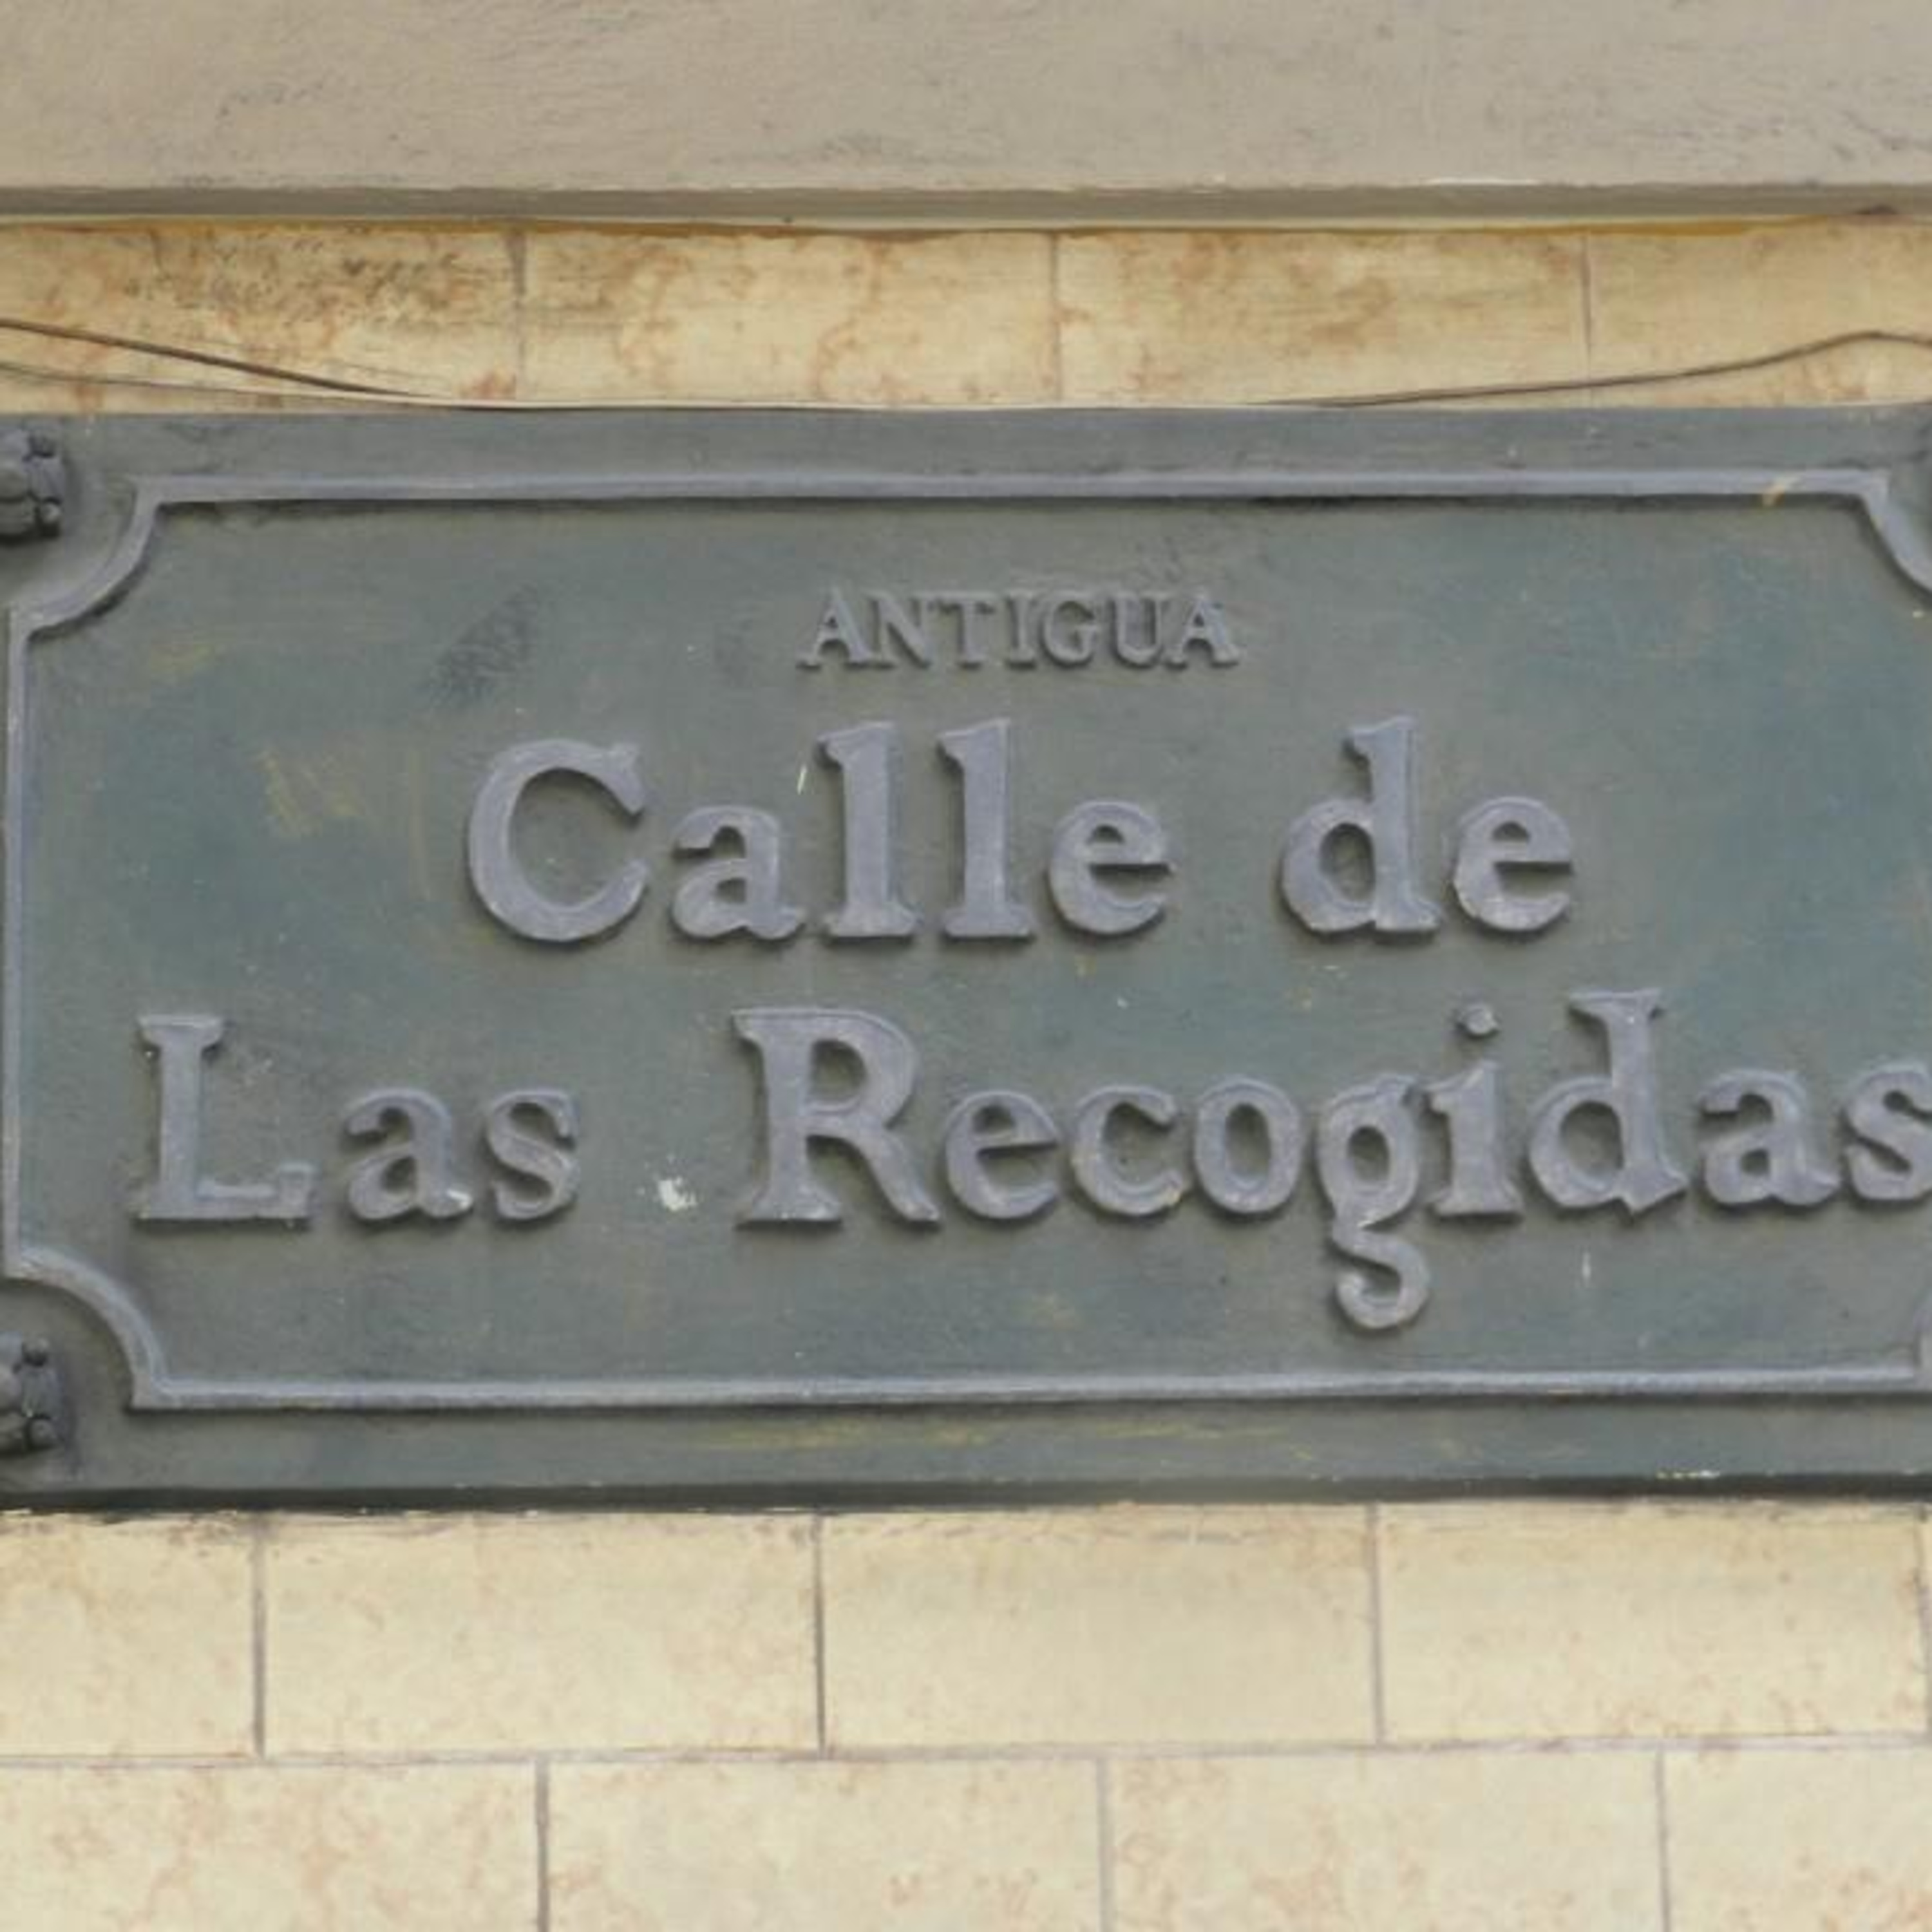 ANTIGUA
Calle de
Las Recogidas